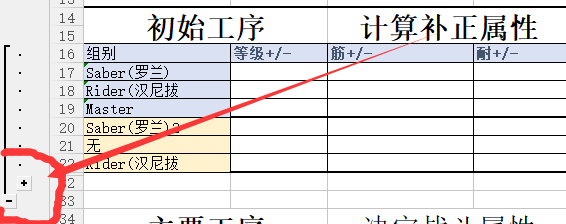 14
15 初始工序 计算补正属性
16 组别 等级+/- 筋+/- 耐+/-
17 Saber(罗兰)
18 Rider(汉尼拔
19 Master
20 Saber(罗兰)2
21 无
Rider(汉尼拔
32
33
34